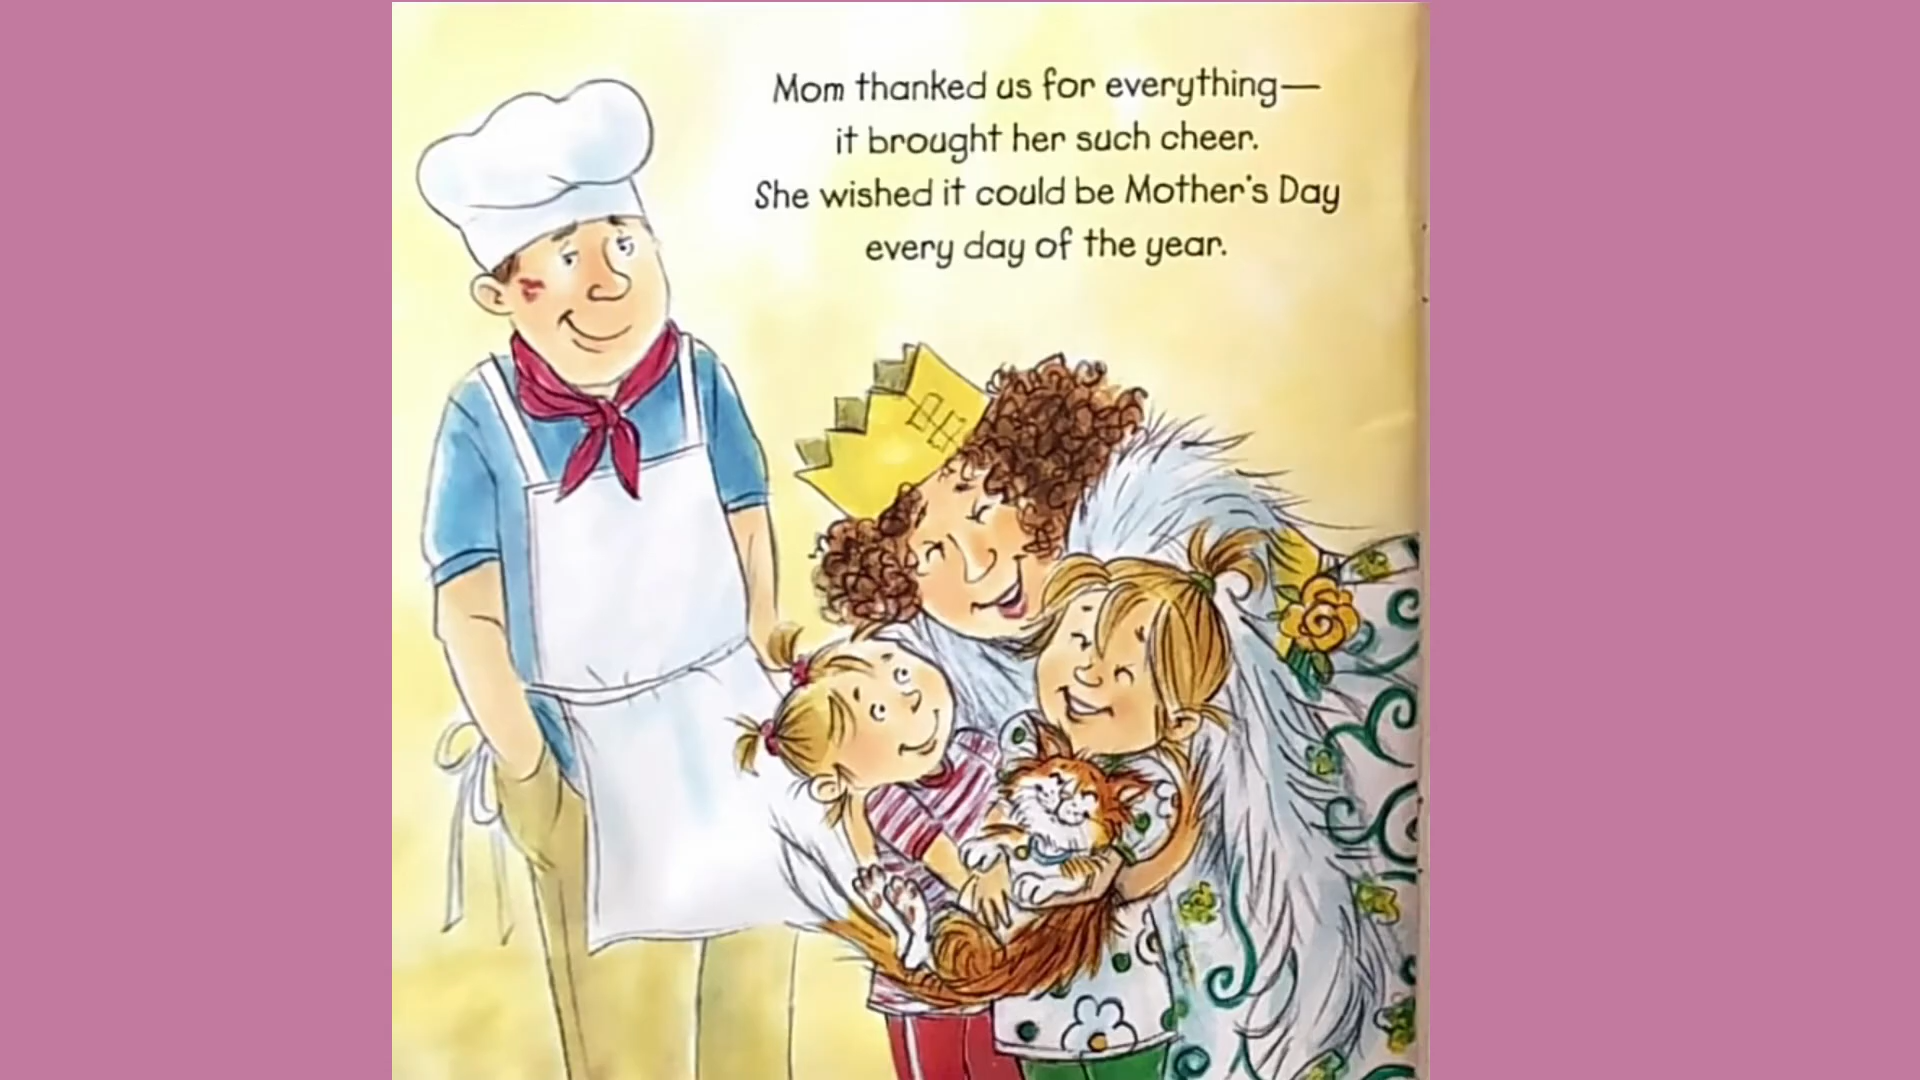 Mom thanked us for everything—
it brought her such cheer.
She wished it could be Mother's Day
every day of the year.